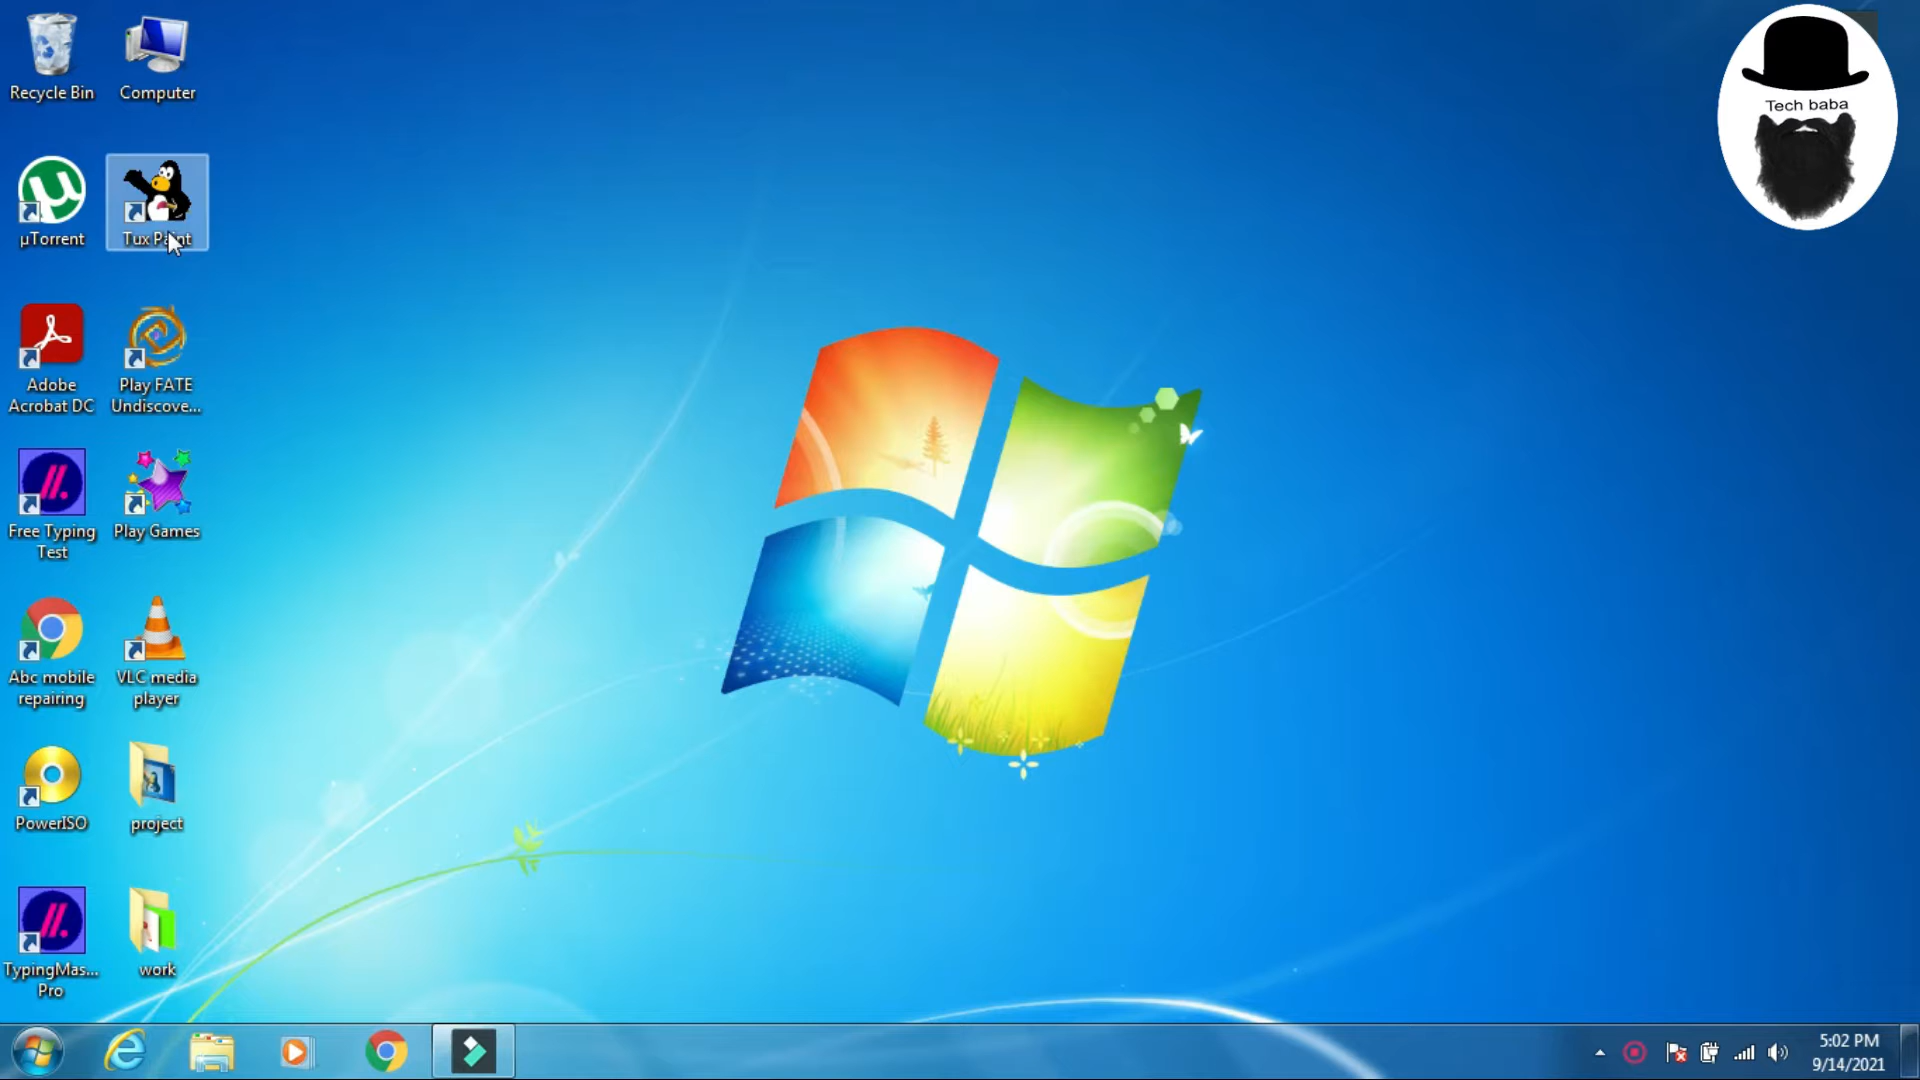 Recycle Bin
Computer
Tech baba
µTorrent
Tux Paint
Adobe
Acrobat DC
Play FATE
Undiscove...
Free Typing
Test
Play Games
Abc mobile
repairing
VLC media
player
PowerISO
project
TypingMas...
Pro
work
5:02 PM
9/14/2021